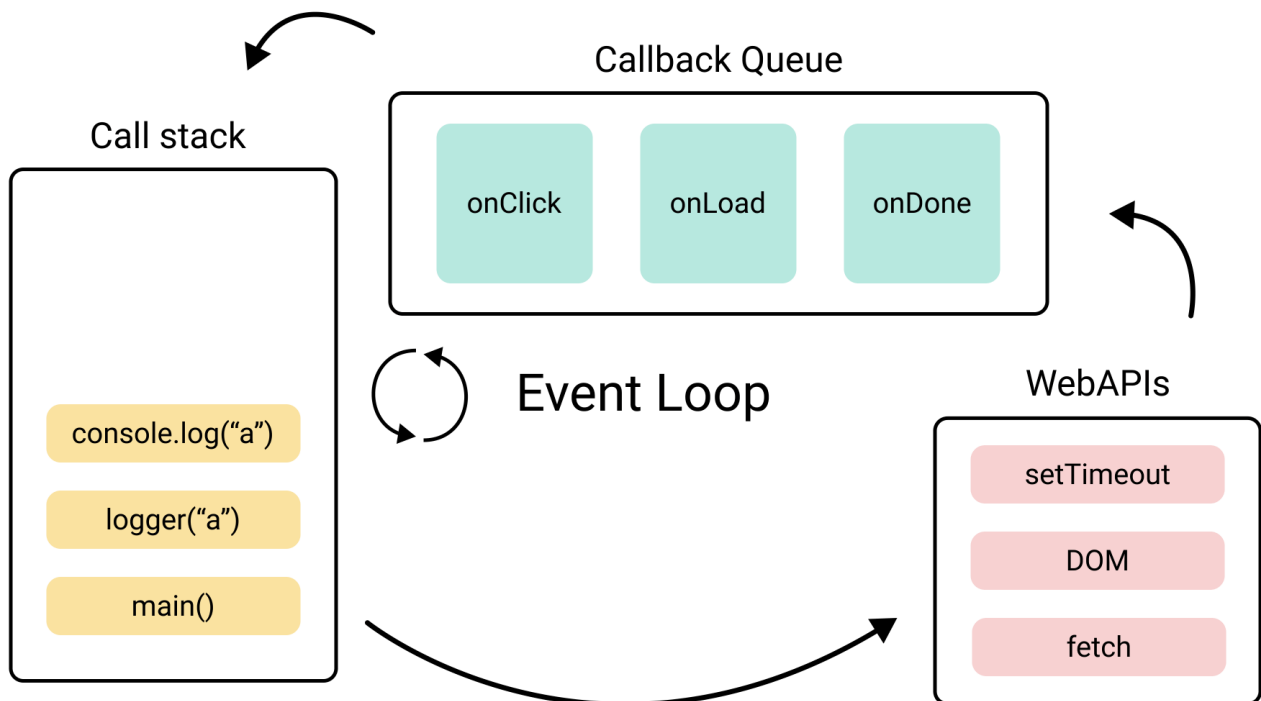 Callback Queue
onClick
onLoad
onDone
Call stack
console.log(“a”)
logger(“a”)
main()
Event Loop
WebAPIs
setTimeout
DOM
fetch